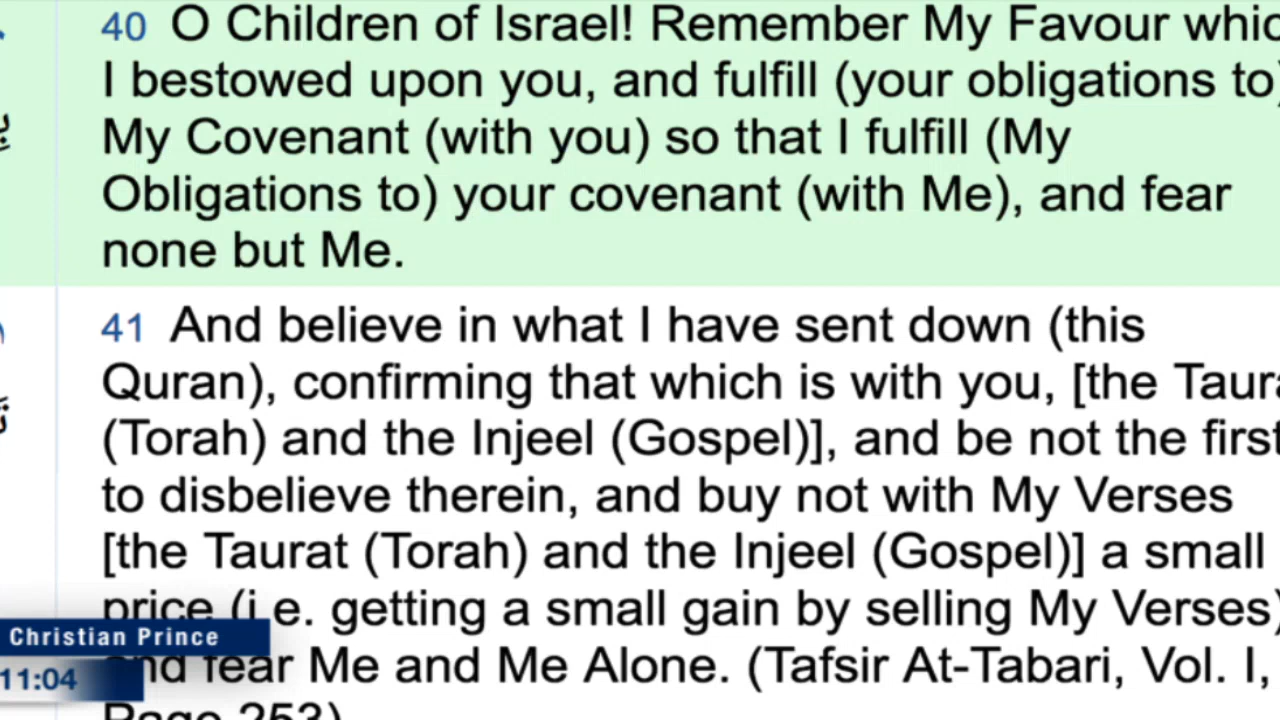 40 O Children of Israel! Remember My Favour
I bestowed upon you, and fulfill (your obligations to)
My Covenant (with you) so that I fulfill (My
Obligations to) your covenant (with Me), and fear
none but Me.
41 And believe in what I have sent down (this
Quran), confirming that which is with you, [the
(Torah) and the Injeel (Gospel)], and be not the first
to disbelieve therein, and buy not with My Verses
[the Taurat (Torah) and the Injeel (Gospel)] a small
price (i.e. getting a small gain by selling My Verses)
Christian Prince
and fear Me and Me Alone. (Tafsir At-Tabari, Vol. I,
11:04
Page 253)